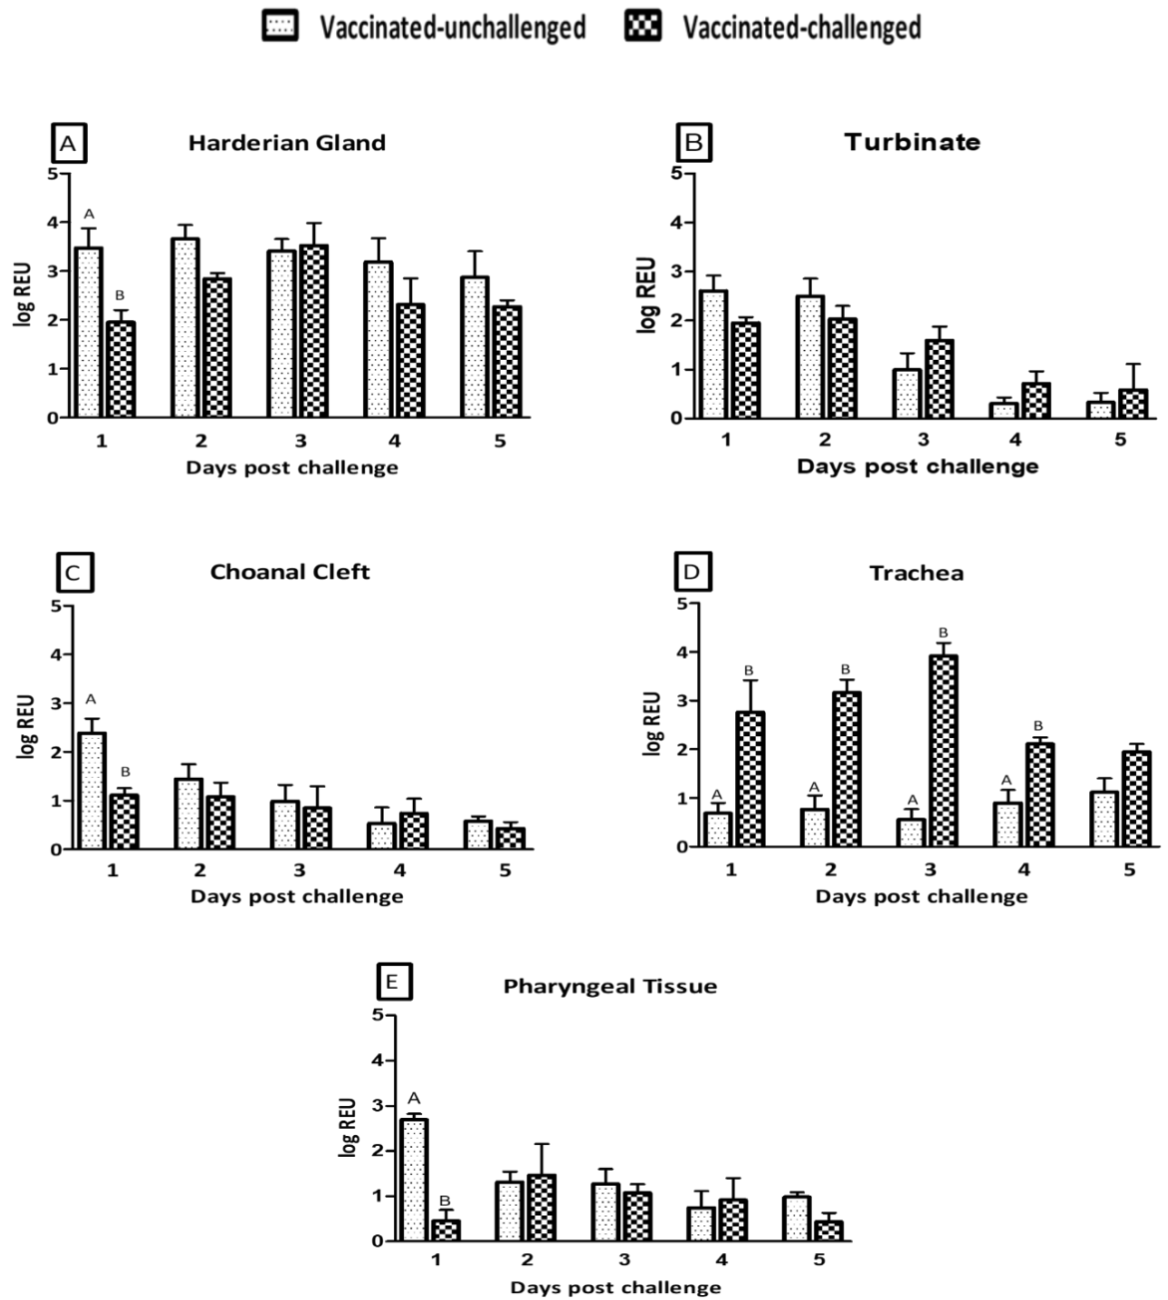 Vaccinated-unchallenged Vaccinated-challenged
A Harderian Gland
5
4
3
2
1
0
log REU
A
B
1 2 3 4 5
Days post challenge
B Turbinate
5
4
3
2
1
0
log REU
1 2 3 4 5
Days post challenge
C Choanal Cleft
5
4
3
2
1
0
log REU
A
B
1 2 3 4 5
Days post challenge
D Trachea
5
4
3
2
1
0
log REU
A B A B A B A B
1 2 3 4 5
Days post challenge
E Pharyngeal Tissue
5
4
3
2
1
0
log REU
A
B
1 2 3 4 5
Days post challenge